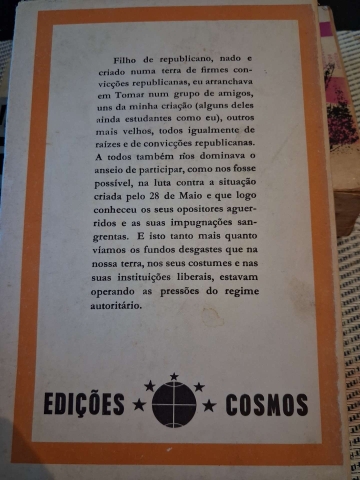 Filho de republicano, nado e
criado numa terra de firmes con-
vicções republicanas, eu arranchava
em Tomar num grupo de amigos,
uns da minha criação (alguns deles
ainda estudantes como eu), outros
mais velhos, todos igualmente de
raízes e de convicções republicanas.
A todos também nos dominava o
anseio de participar, como nos fosse
possível, na luta contra a situação
criada pelo 28 de Maio e que logo
conheceu os seus opositores aguer-
ridos e as suas impugnações san-
grentas. E isto tanto mais quanto
víamos os fundos desgastes que na
nossa terra, nos seus costumes e nas
suas instituições liberais, estavam
operando as pressões do regime
autoritário.
EDIÇÕES COSMOS